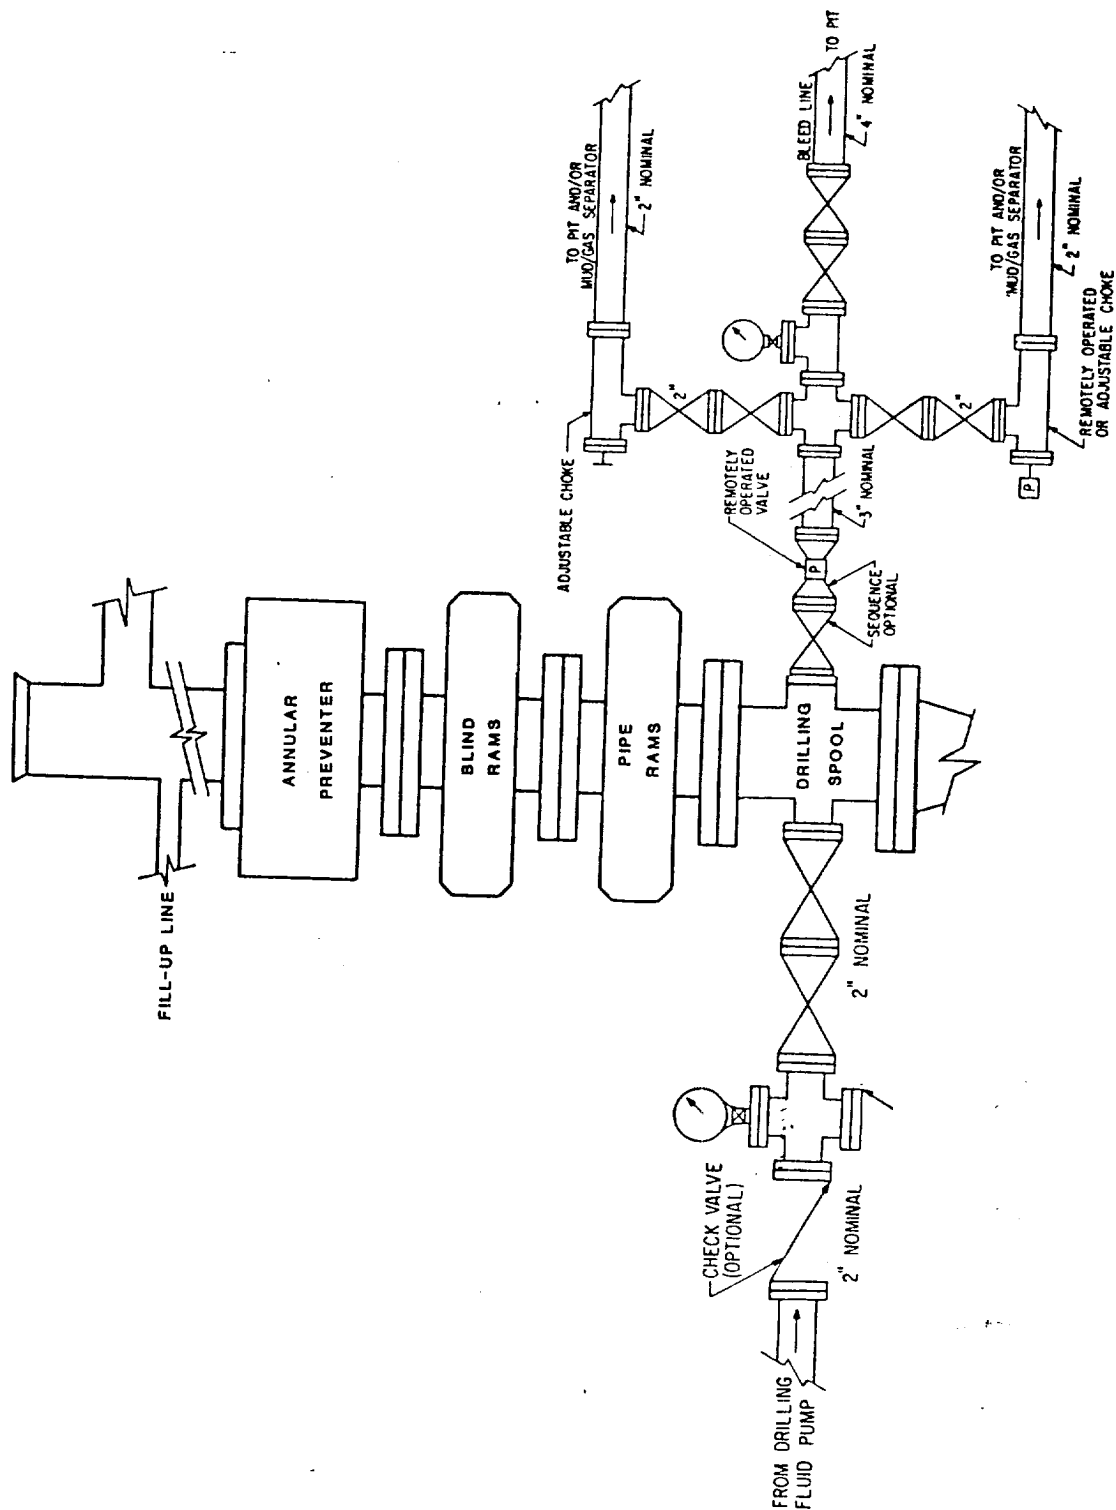 FILL-UP LINE
ANNULAR
PREVENTER
BLIND
RAMS
PIPE
RAMS
DRILLING
SPOOL
FROM DRILLING
FLUID PUMP
CHECK VALVE
(OPTIONAL)
2" NOMINAL
2" NOMINAL
SEQUENCE
OPTIONAL
REMOTELY
OPERATED
VALVE
P
3" NOMINAL
ADJUSTABLE CHOKE
TO PIT AND/OR
MUD/GAS SEPARATOR
2" NOMINAL
2"
BLEED LINE
TO PIT
4" NOMINAL
2"
TO PIT AND/OR
MUD/GAS SEPARATOR
2" NOMINAL
P
REMOTELY OPERATED
OR ADJUSTABLE CHOKE